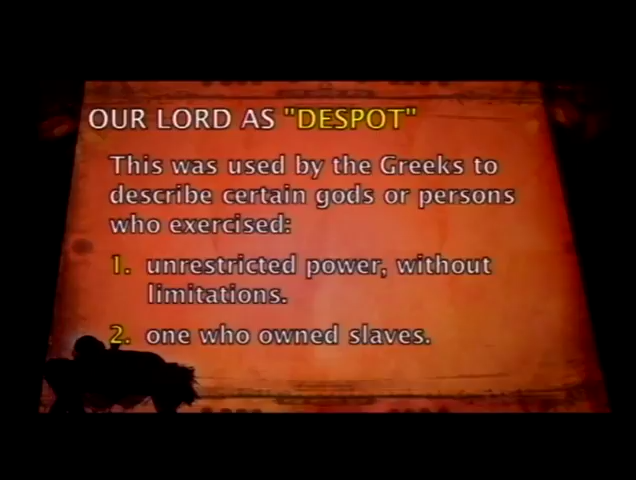 OUR LORD AS "DESPOT"
This was used by the Greeks to
describe certain gods or persons
who exercised:
1. unrestricted power, without
limitations.
2. one who owned slaves.